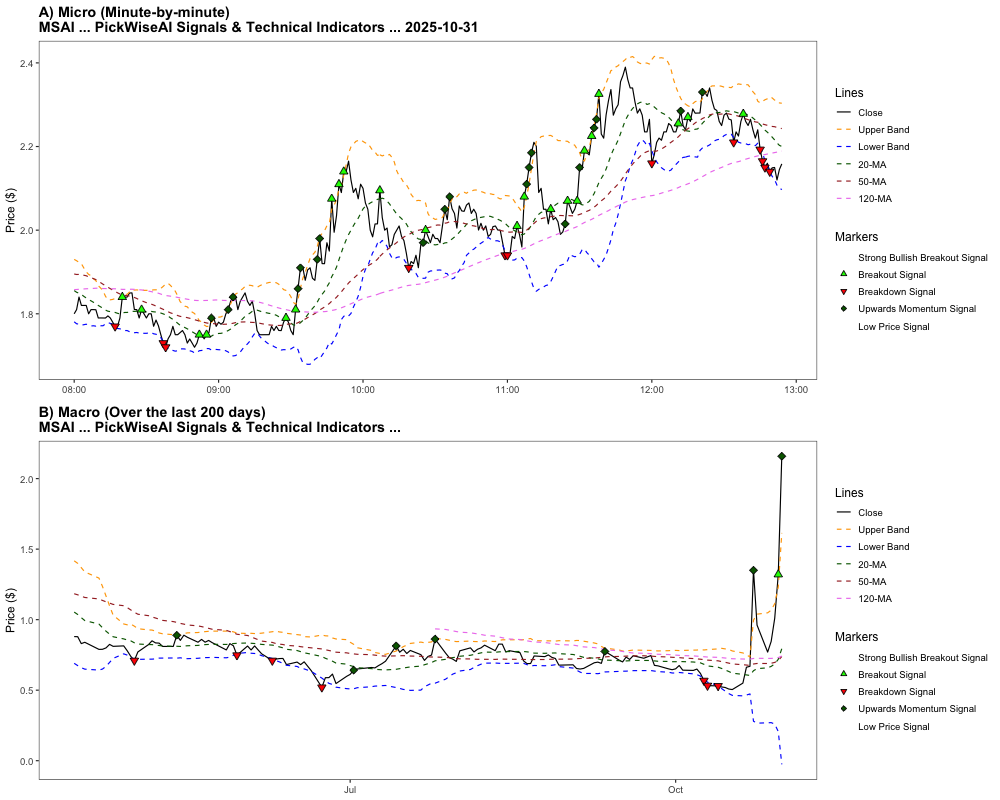 A) Micro (Minute-by-minute)
MSAI ... PickWiseAI Signals & Technical Indicators ... 2025-10-31
Price ($)
2.4
2.2
2.0
1.8
08:00 09:00 10:00 11:00 12:00 13:00
Lines
Close
Upper Band
Lower Band
20-MA
50-MA
120-MA
Markers
Strong Bullish Breakout Signal
Breakout Signal
Breakdown Signal
Upwards Momentum Signal
Low Price Signal
B) Macro (Over the last 200 days)
MSAI ... PickWiseAI Signals & Technical Indicators ...
Price ($)
2.0
1.5
1.0
0.5
0.0
Jul Oct
Lines
Close
Upper Band
Lower Band
20-MA
50-MA
120-MA
Markers
Strong Bullish Breakout Signal
Breakout Signal
Breakdown Signal
Upwards Momentum Signal
Low Price Signal